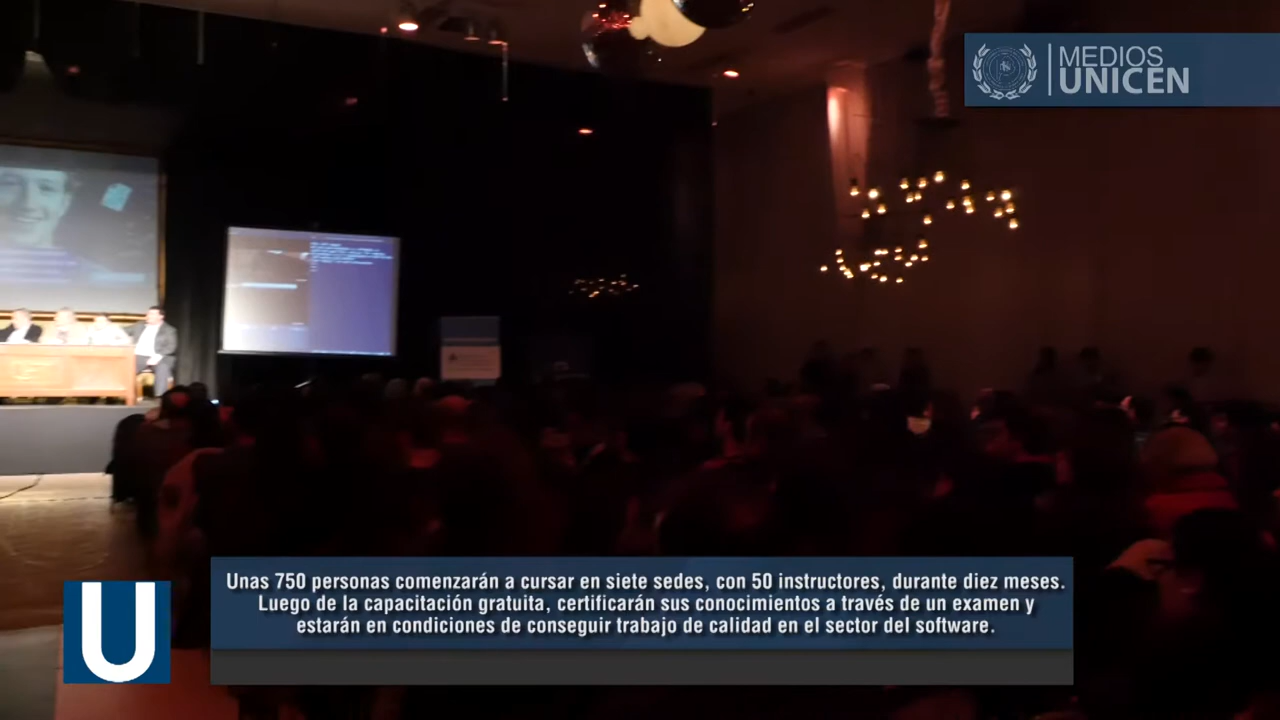 MEDIOS
UNICEN
Unas 750 personas comenzarán a cursar en siete sedes, con 50 instructores, durante diez meses.
Luego de la capacitación gratuita, certificarán sus conocimientos a través de un examen y
estarán en condiciones de conseguir trabajo de calidad en el sector del software.
U